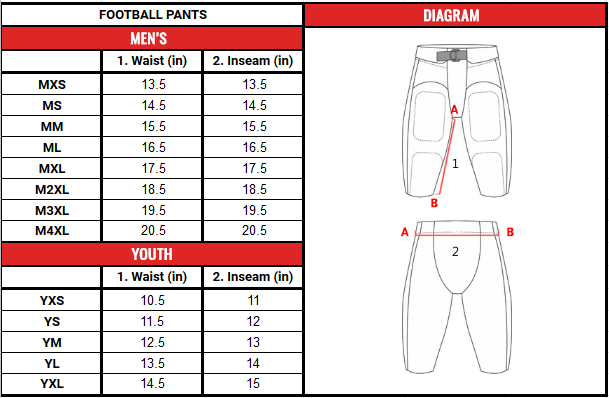 FOOTBALL PANTS
DIAGRAM
MEN'S
1. Waist (in) 2. Inseam (in)
MXS 13.5 13.5
MS 14.5 14.5
MM 15.5 15.5
ML 16.5 16.5
MXL 17.5 17.5
M2XL 18.5 18.5
M3XL 19.5 19.5
M4XL 20.5 20.5
YOUTH
1. Waist (in) 2. Inseam (in)
YXS 10.5 11
YS 11.5 12
YM 12.5 13
YL 13.5 14
YXL 14.5 15
A
1
B
A B
2